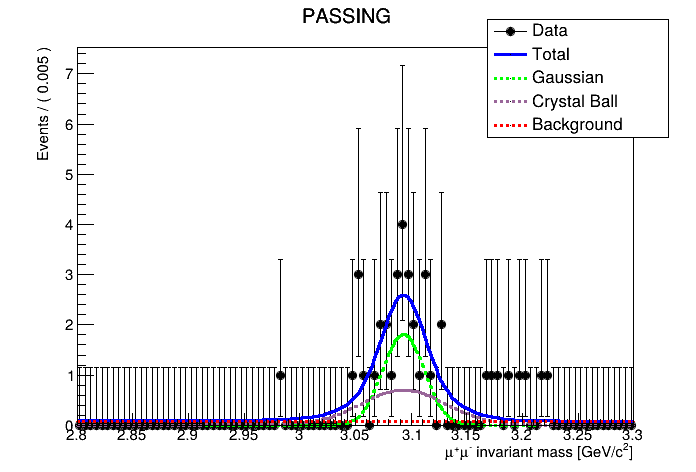 PASSING
Data
Total
Gaussian
Crystal Ball
Background
Events / ( 0.005 )
7
6
5
4
3
2
1
0
2.8 2.85 2.9 2.95 3 3.05 3.1 3.15 3.2 3.25 3.3
μ⁺μ⁻ invariant mass [GeV/c²]